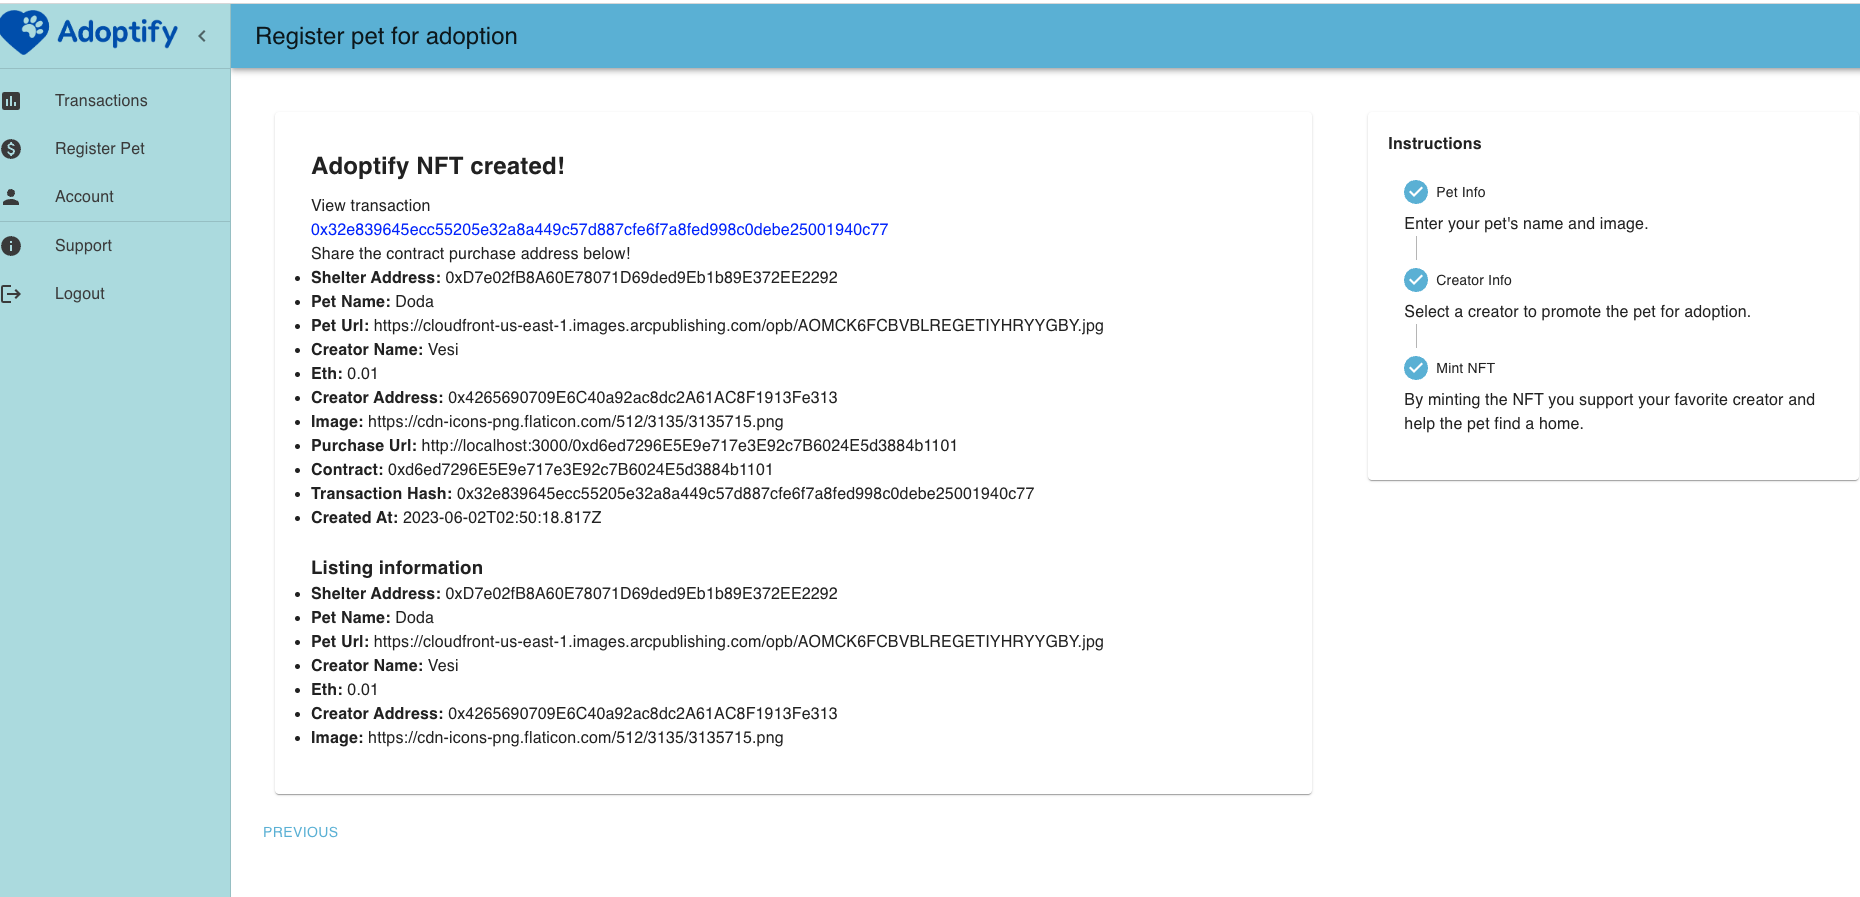 Adoptify
Register pet for adoption
Transactions
Register Pet
Account
Support
Logout
Adoptify NFT created!
View transaction
0x32e839645ecc55205e32a8a449c57d887cfe6f7a8fed998c0debe25001940c77
Share the contract purchase address below!
Shelter Address: 0xD7e02fB8A60E78071D69ded9Eb1b89E372EE2292
Pet Name: Doda
Pet Url: https://cloudfront-us-east-1.images.arcpublishing.com/opb/AOMCK6FCBVBLREGETIYHRYYGBY.jpg
Creator Name: Vesi
Eth: 0.01
Creator Address: 0x4265690709E6C40a92ac8dc2A61AC8F1913Fe313
Image: https://cdn-icons-png.flaticon.com/512/3135/3135715.png
Purchase Url: http://localhost:3000/0xd6ed7296E5E9e717e3E92c7B6024E5d3884b1101
Contract: 0xd6ed7296E5E9e717e3E92c7B6024E5d3884b1101
Transaction Hash: 0x32e839645ecc55205e32a8a449c57d887cfe6f7a8fed998c0debe25001940c77
Created At: 2023-06-02T02:50:18.817Z
Listing information
Shelter Address: 0xD7e02fB8A60E78071D69ded9Eb1b89E372EE2292
Pet Name: Doda
Pet Url: https://cloudfront-us-east-1.images.arcpublishing.com/opb/AOMCK6FCBVBLREGETIYHRYYGBY.jpg
Creator Name: Vesi
Eth: 0.01
Creator Address: 0x4265690709E6C40a92ac8dc2A61AC8F1913Fe313
Image: https://cdn-icons-png.flaticon.com/512/3135/3135715.png
PREVIOUS
Instructions
Pet Info
Enter your pet's name and image.
Creator Info
Select a creator to promote the pet for adoption.
Mint NFT
By minting the NFT you support your favorite creator and
help the pet find a home.